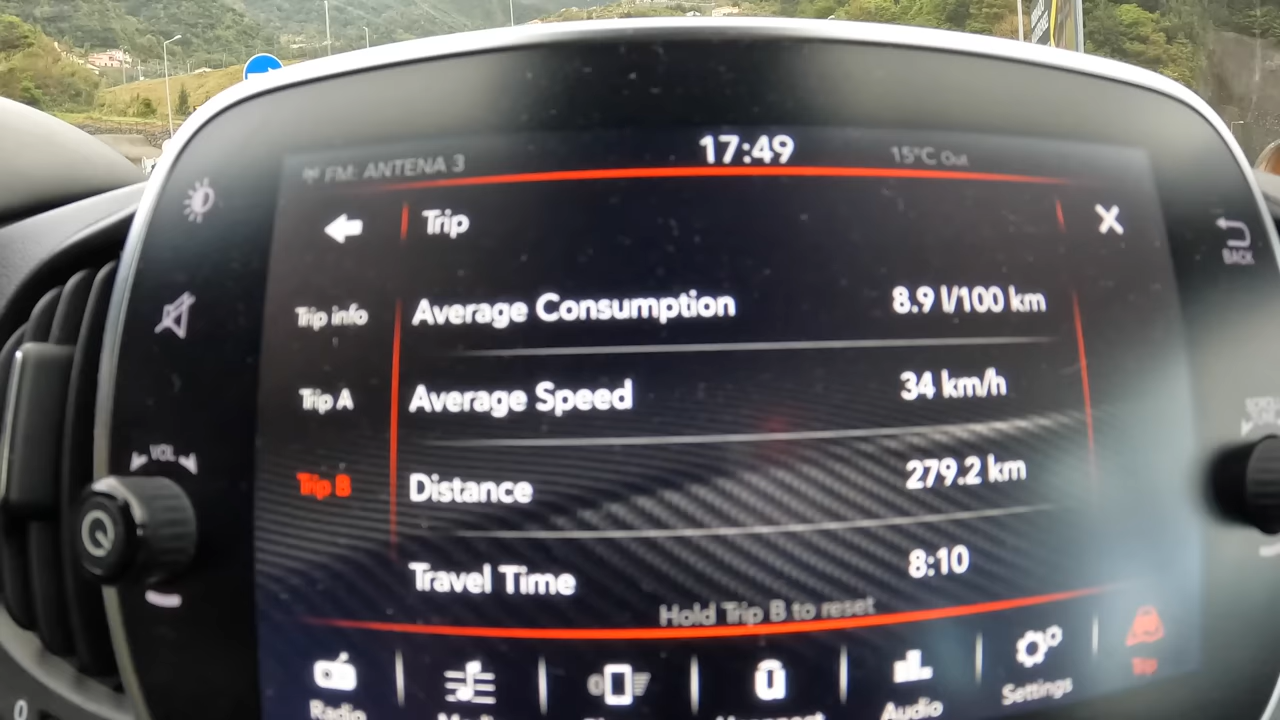 FM: ANTENA 3
17:49
15°C Out
Trip
BACK
Trip info
Average Consumption
8.9 l/100 km
Trip A
Average Speed
34 km/h
VOL
Trip B
Distance
279.2 km
Travel Time
8:10
Hold Trip B to reset
Radio
Audio
Settings
Trip
0